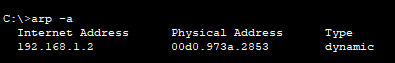 C:\>arp -a
Internet Address Physical Address Type
192.168.1.2 00d0.973a.2853 dynamic